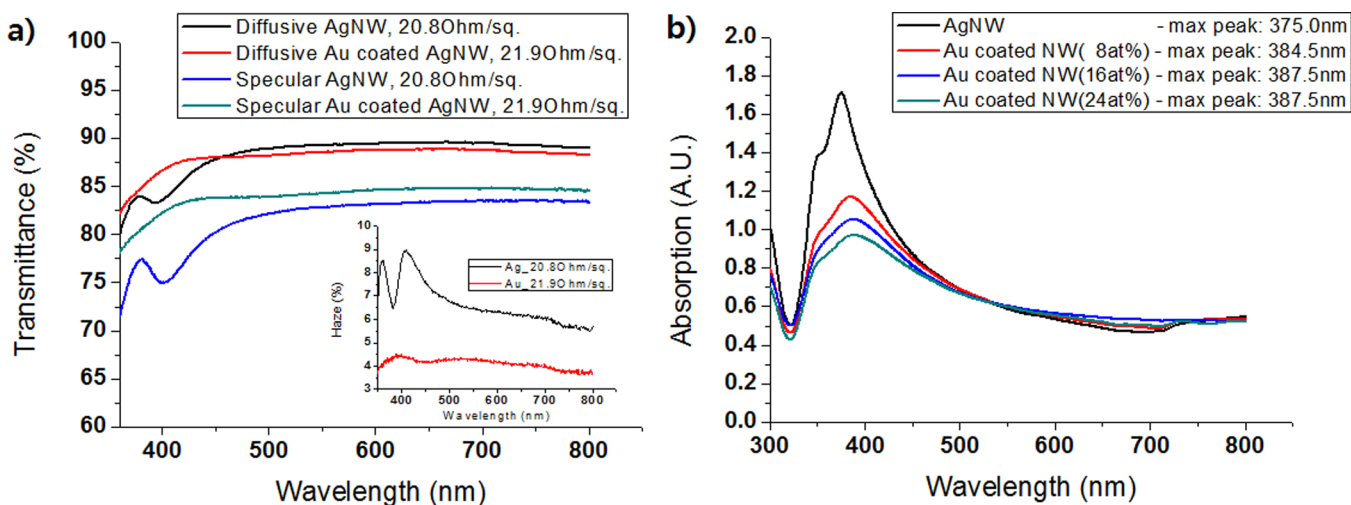 a)
Diffusive AgNW, 20.8Ohm/sq.
Diffusive Au coated AgNW, 21.9Ohm/sq.
Specular AgNW, 20.8Ohm/sq.
Specular Au coated AgNW, 21.9Ohm/sq.
Transmittance (%)
100
95
90
85
80
75
70
65
60
400
500
600
700
800
Wavelength (nm)
Haze (%)
10
9
8
7
6
5
4
3
Ag_20.8Ohm/sq.
Au_21.9Ohm/sq.
400
500
600
700
800
Wavelength (nm)
b)
AgNW - max peak: 375.0nm
Au coated NW( 8at%) - max peak: 384.5nm
Au coated NW(16at%) - max peak: 387.5nm
Au coated NW(24at%) - max peak: 387.5nm
Absorption (A.U.)
2.0
1.8
1.6
1.4
1.2
1.0
0.8
0.6
0.4
0.2
0.0
300
400
500
600
700
800
Wavelength (nm)